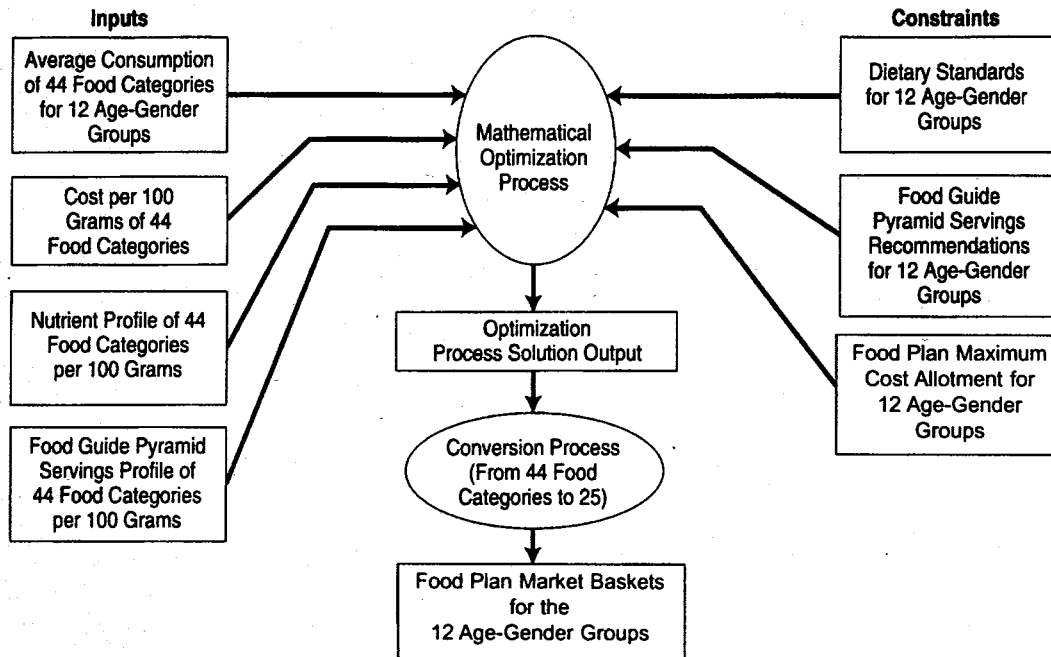 Inputs
Average Consumption
of 44 Food Categories
for 12 Age-Gender
Groups
Cost per 100
Grams of 44
Food Categories
Nutrient Profile of 44
Food Categories
per 100 Grams
Food Guide Pyramid
Servings Profile of
44 Food Categories
per 100 Grams
Mathematical
Optimization
Process
Optimization
Process Solution Output
Conversion Process
(From 44 Food
Categories to 25)
Food Plan Market Baskets
for the
12 Age-Gender Groups
Constraints
Dietary Standards
for 12 Age-Gender
Groups
Food Guide
Pyramid Servings
Recommendations
for 12 Age-Gender
Groups
Food Plan Maximum
Cost Allotment for
12 Age-Gender
Groups